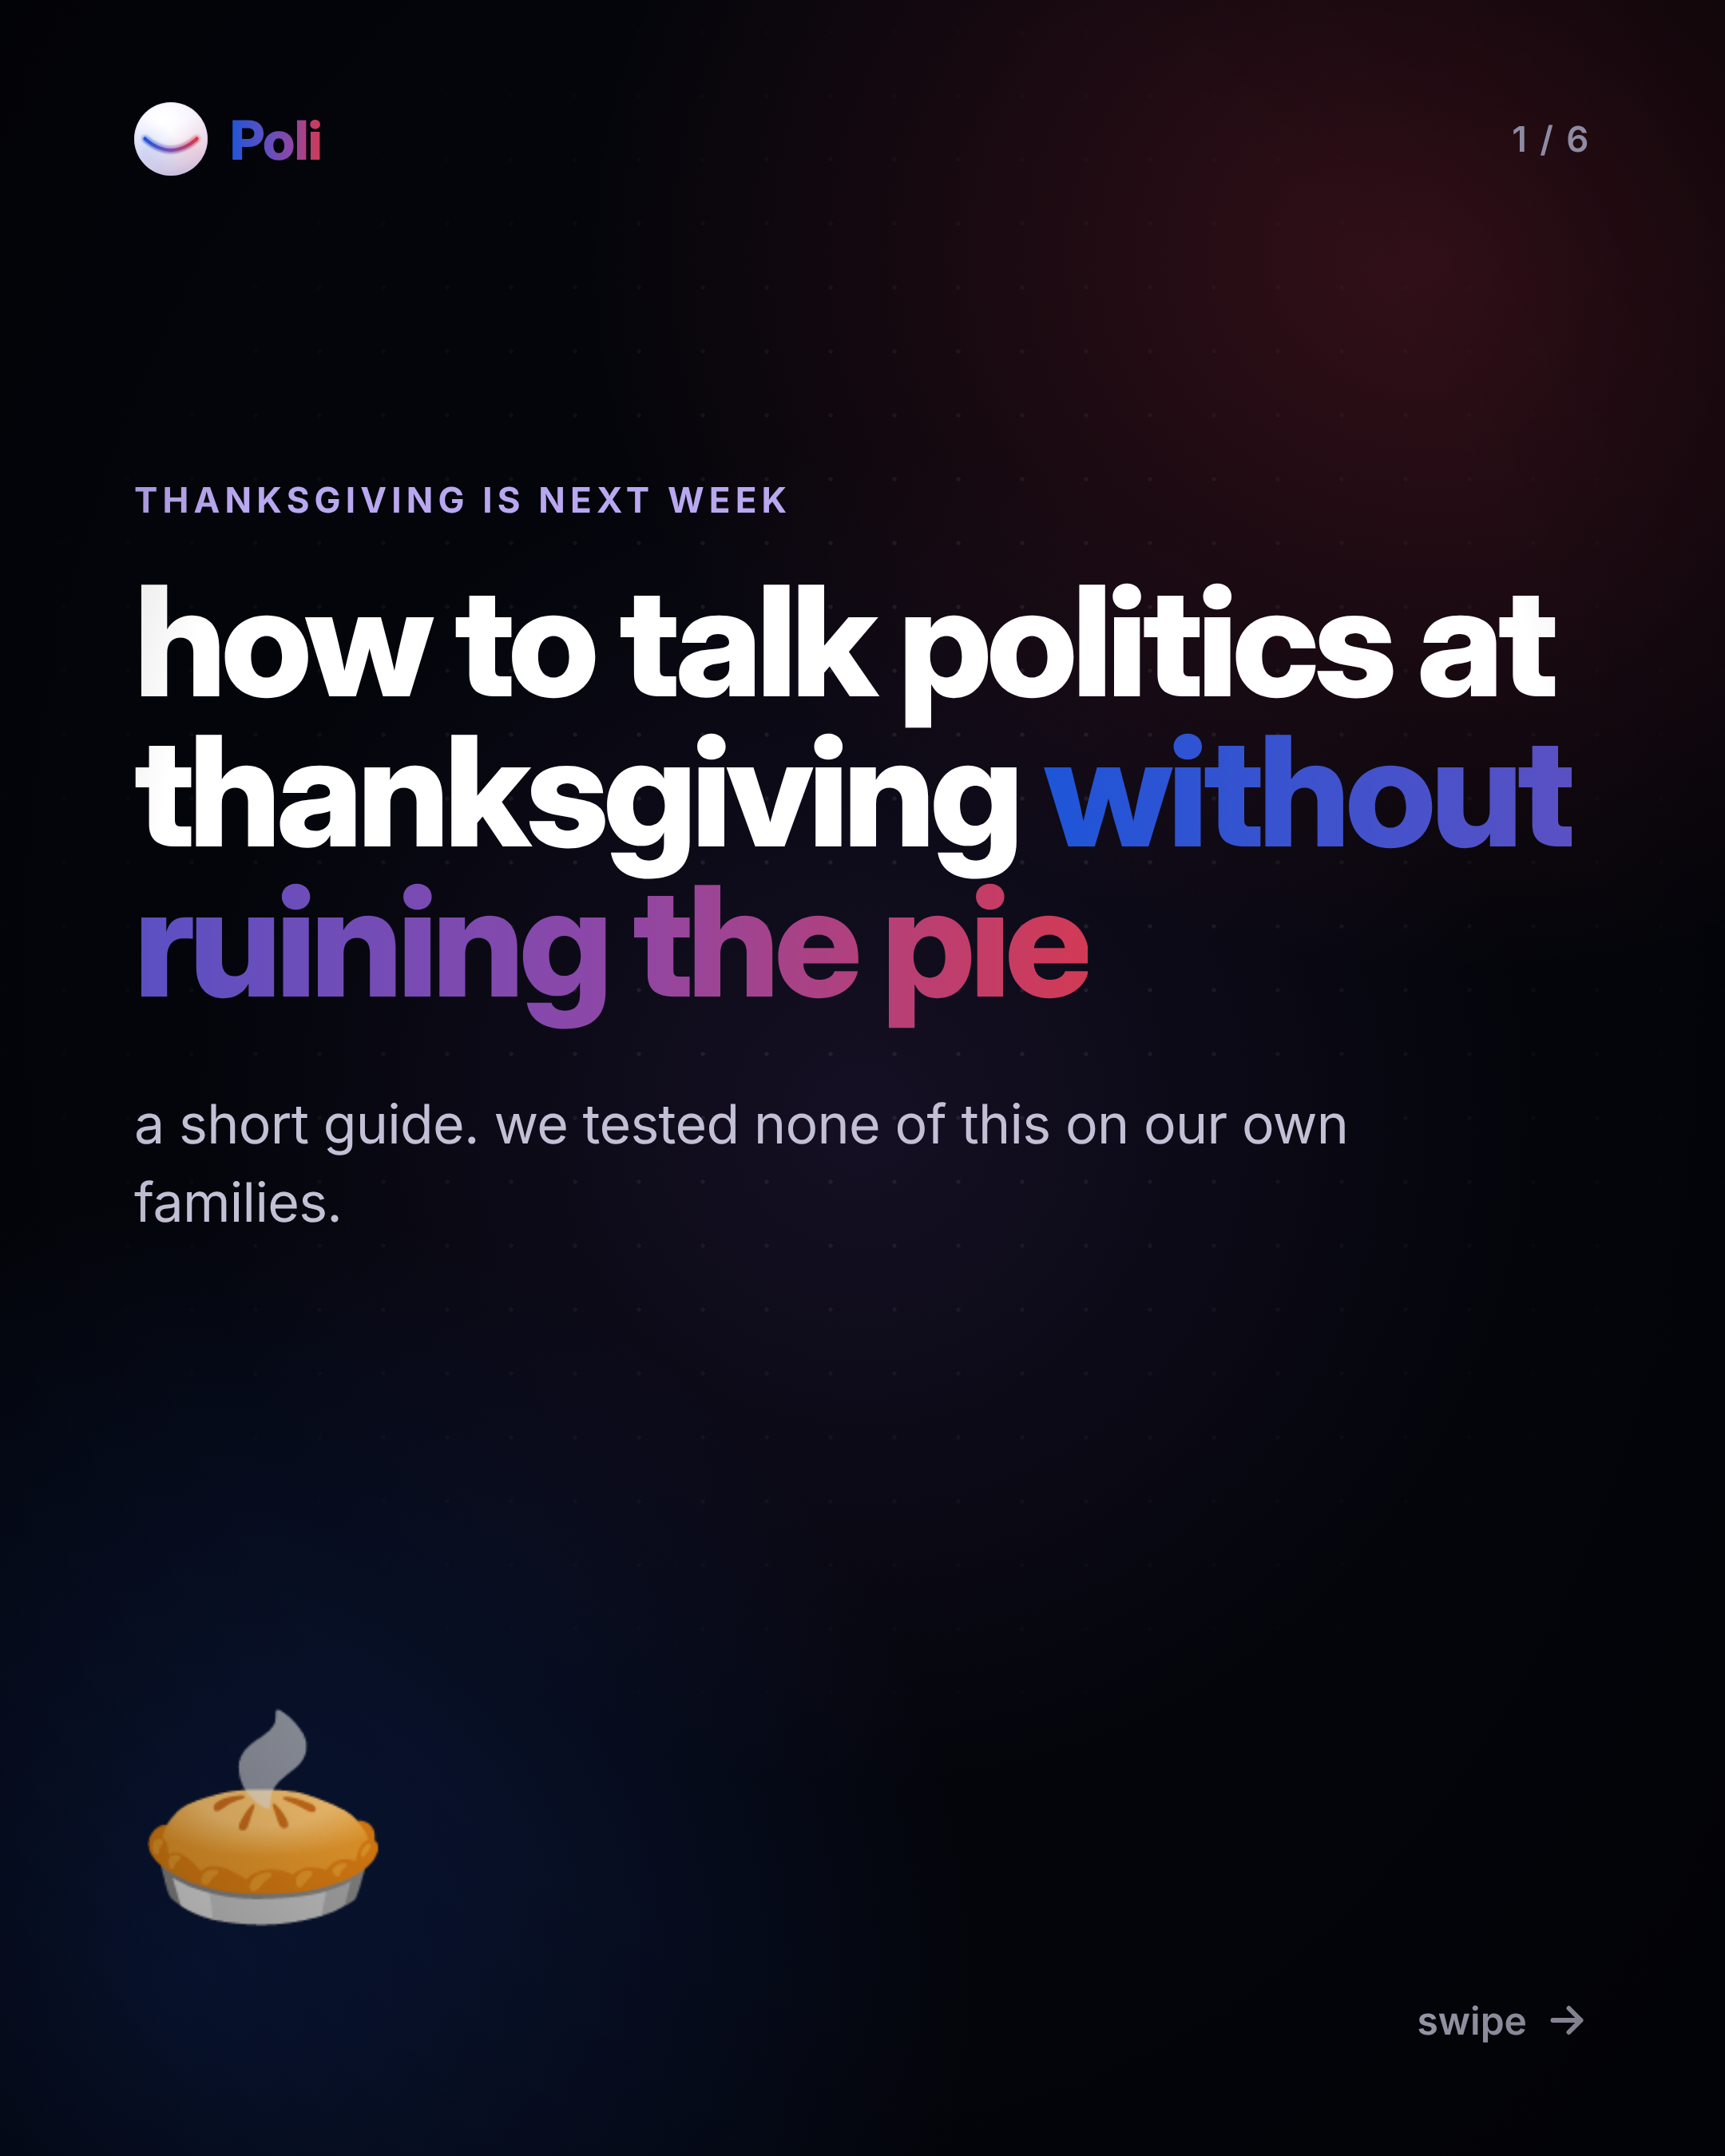 Poli
1 / 6
THANKSGIVING IS NEXT WEEK
how to talk politics at
thanksgiving without
ruining the pie
a short guide. we tested none of this on our own
families.
swipe →